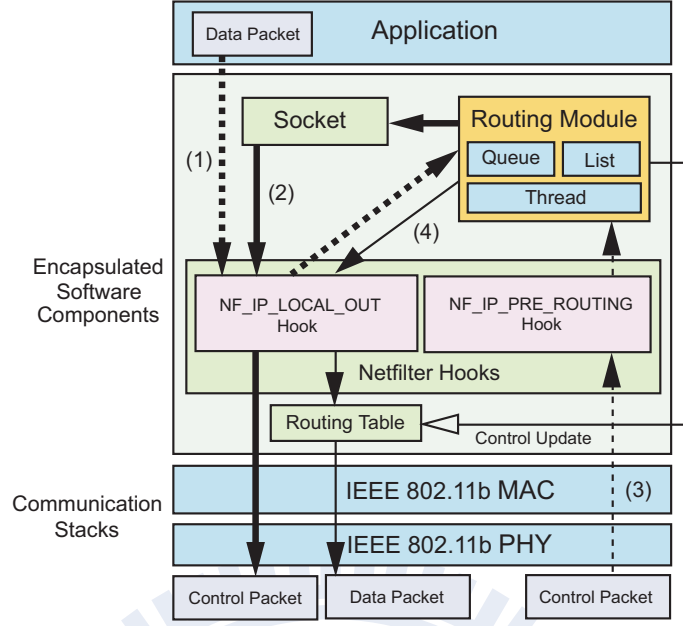 Application
Data Packet
Socket
Routing Module
Queue
List
Thread
(1)
(2)
(4)
Encapsulated
Software
Components
NF_IP_LOCAL_OUT
Hook
NF_IP_PRE_ROUTING
Hook
Netfilter Hooks
Routing Table
Control Update
Communication
Stacks
IEEE 802.11b MAC
(3)
IEEE 802.11b PHY
Control Packet
Data Packet
Control Packet